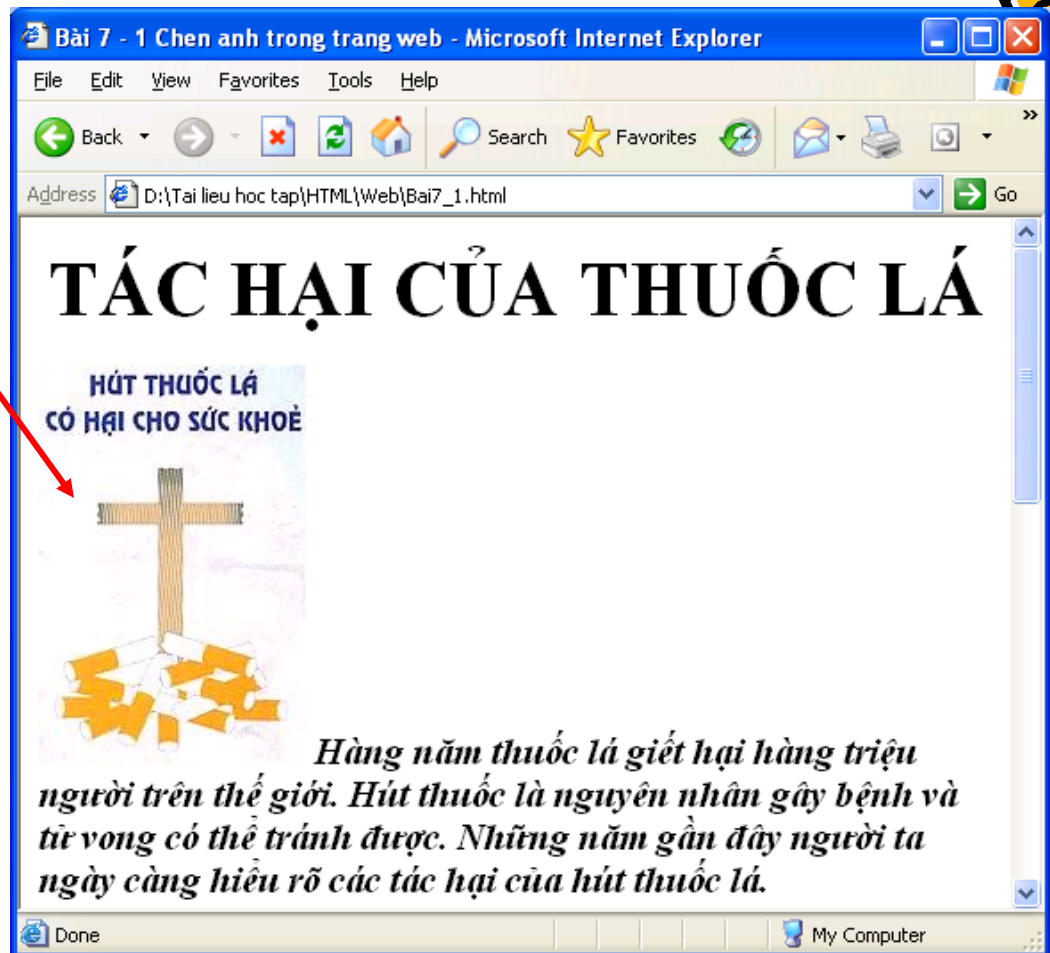 Bài 7 - 1 Chen anh trong trang web - Microsoft Internet Explorer
File Edit View Favorites Tools Help
Back Search Favorites
Address D:\Tai lieu hoc tap\HTML\Web\Bai7_1.html Go
TÁC HẠI CỦA THUỐC LÁ
HÚT THUỐC LÁ
CÓ HẠI CHO SỨC KHOẺ
Hàng năm thuốc lá giết hại hàng triệu
người trên thế giới. Hút thuốc là nguyên nhân gây bệnh và
tử vong có thể tránh được. Những năm gần đây người ta
ngày càng hiểu rõ các tác hại của hút thuốc lá.
Done My Computer